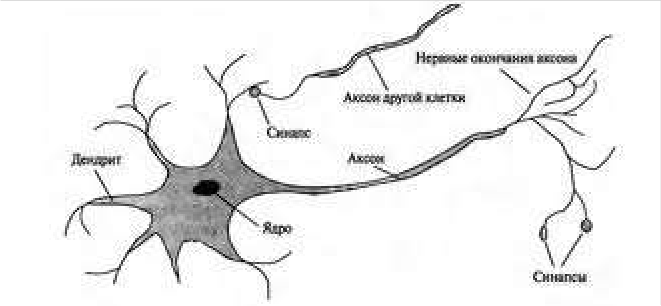 Нервные окончания аксона
Аксон другой клетки
Синапс
Дендрит
Аксон
Ядро
Синапсы